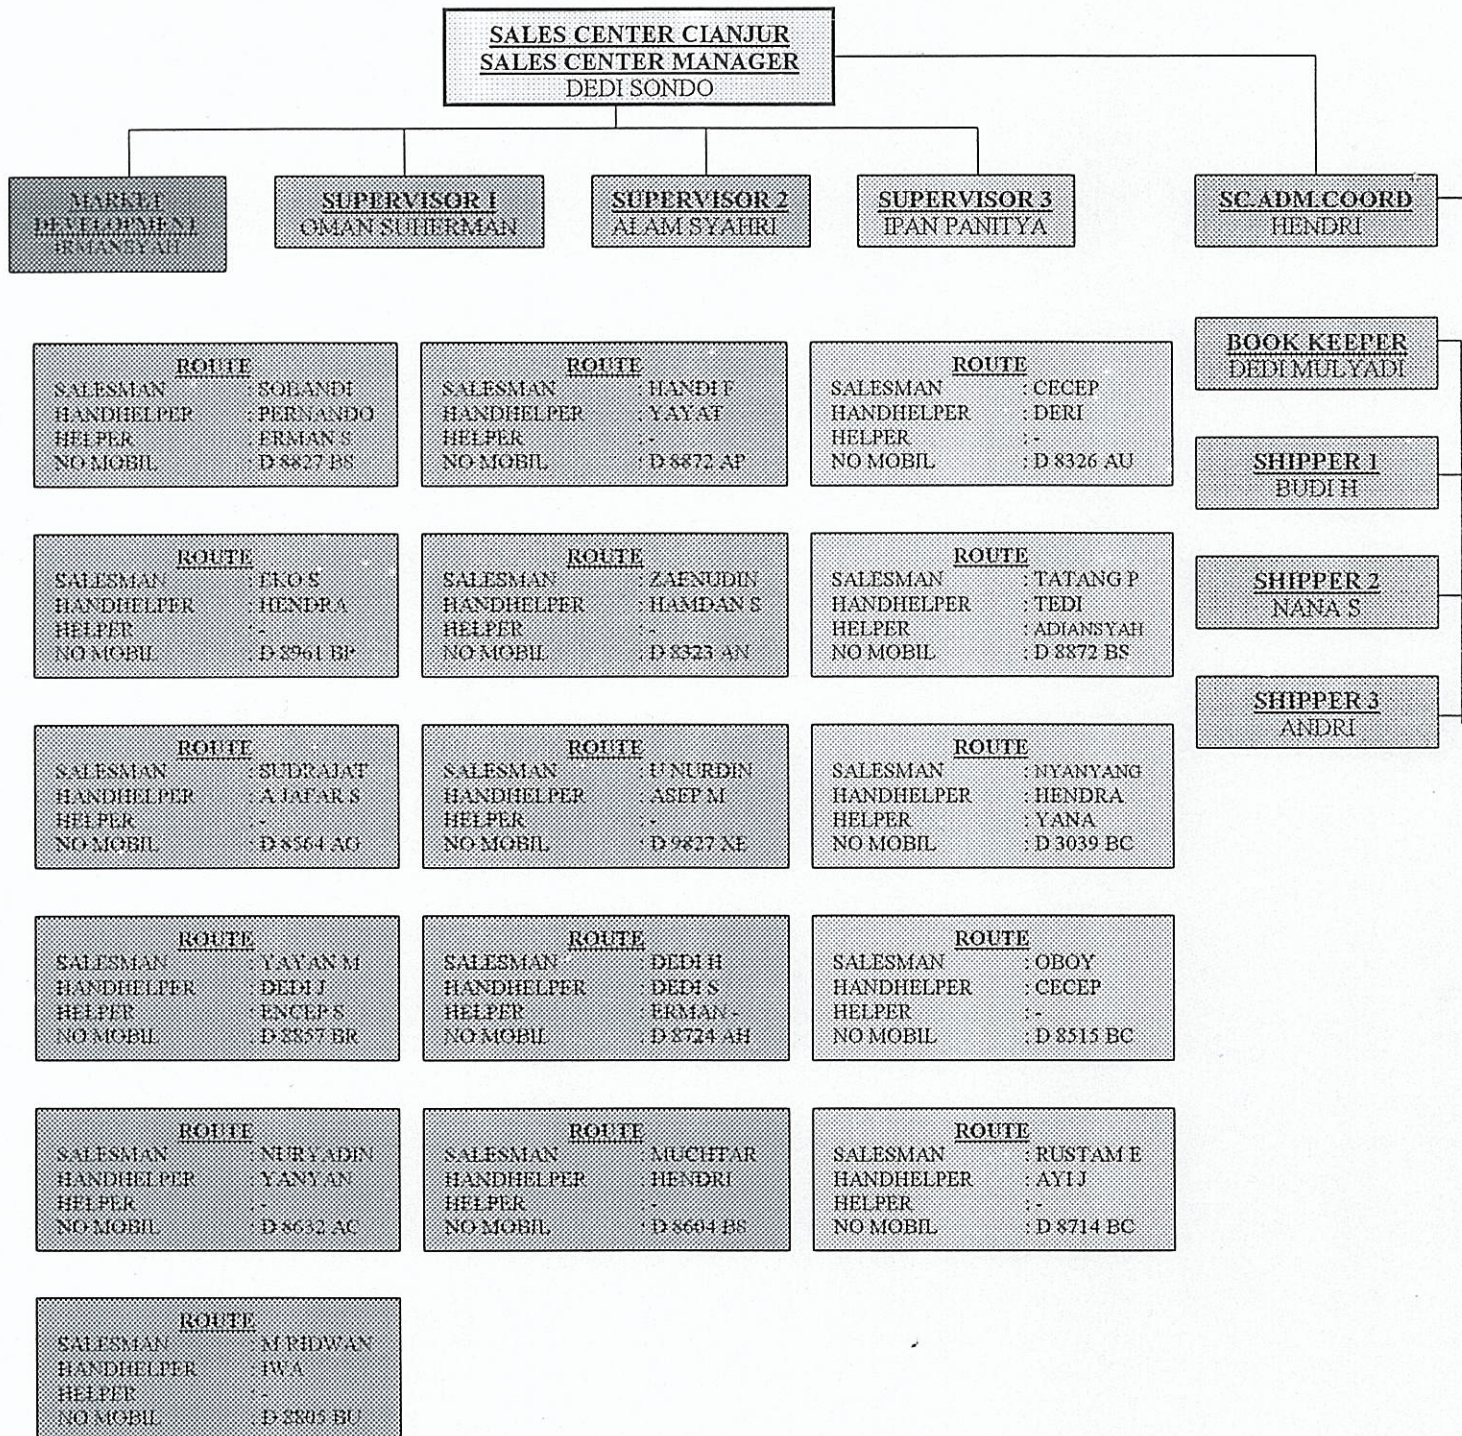 SALES CENTER CIANJUR
SALES CENTER MANAGER
DEDI SONDO
MARKET
DEVELOPMENT
IRMANSYAH
SUPERVISOR 1
OMAN SUHERMAN
SUPERVISOR 2
ALAM SYAHRI
SUPERVISOR 3
IPAN PANITYA
SC.ADM.COORD
HENDRI
ROUTE
SALESMAN : SOBANDI
HANDHELPER : PERNANDO
HELPER : ERMAN S
NO MOBIL : D 8827 BS
ROUTE
SALESMAN : HANDI F
HANDHELPER : YAYAT
HELPER : -
NO MOBIL : D 8872 AP
ROUTE
SALESMAN : CECEP
HANDHELPER : DERI
HELPER : -
NO MOBIL : D 8326 AU
BOOK KEEPER
DEDI MULYADI
SHIPPER 1
BUDI H
ROUTE
SALESMAN : EKO S
HANDHELPER : HENDRA
HELPER : -
NO MOBIL : D 8961 BP
ROUTE
SALESMAN : ZAENUDIN
HANDHELPER : HAMDAN S
HELPER : -
NO MOBIL : D 8323 AN
ROUTE
SALESMAN : TATANG P
HANDHELPER : TEDI
HELPER : ADIANSYAH
NO MOBIL : D 8872 BS
SHIPPER 2
NANA S
SHIPPER 3
ANDRI
ROUTE
SALESMAN : SUDRAJAT
HANDHELPER : A JAFAR S
HELPER : -
NO MOBIL : D 8564 AG
ROUTE
SALESMAN : U NURDIN
HANDHELPER : ASEP M
HELPER : -
NO MOBIL : D 9827 XE
ROUTE
SALESMAN : NYANYANG
HANDHELPER : HENDRA
HELPER : YANA
NO MOBIL : D 3039 BC
ROUTE
SALESMAN : YAYAN M
HANDHELPER : DEDI J
HELPER : ENCEP S
NO MOBIL : D 8857 BR
ROUTE
SALESMAN : DEDI H
HANDHELPER : DEDI S
HELPER : ERMAN -
NO MOBIL : D 8724 AH
ROUTE
SALESMAN : OBOY
HANDHELPER : CECEP
HELPER : -
NO MOBIL : D 8515 BC
ROUTE
SALESMAN : NURYADIN
HANDHELPER : YANYAN
HELPER : -
NO MOBIL : D 8632 AC
ROUTE
SALESMAN : MUCHTAR
HANDHELPER : HENDRI
HELPER : -
NO MOBIL : D 8604 BS
ROUTE
SALESMAN : RUSTAM E
HANDHELPER : AYI J
HELPER : -
NO MOBIL : D 8714 BC
ROUTE
SALESMAN : M RIDWAN
HANDHELPER : IWA
HELPER : -
NO MOBIL : D 8805 BU